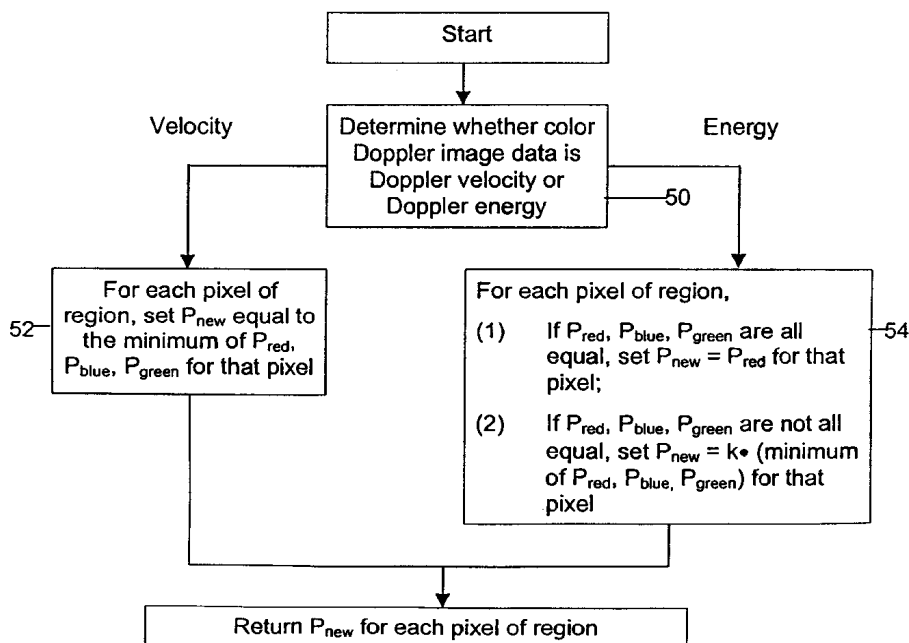 Start
Velocity
Energy
Determine whether color
Doppler image data is
Doppler velocity or
Doppler energy
50
For each pixel of
region, set Pnew equal to
the minimum of Pred,
Pblue, Pgreen for that pixel
52
For each pixel of region,
(1) If Pred, Pblue, Pgreen are all
equal, set Pnew = Pred for that
pixel;
(2) If Pred, Pblue, Pgreen are not all
equal, set Pnew = k• (minimum
of Pred, Pblue, Pgreen) for that
pixel
54
Return Pnew for each pixel of region